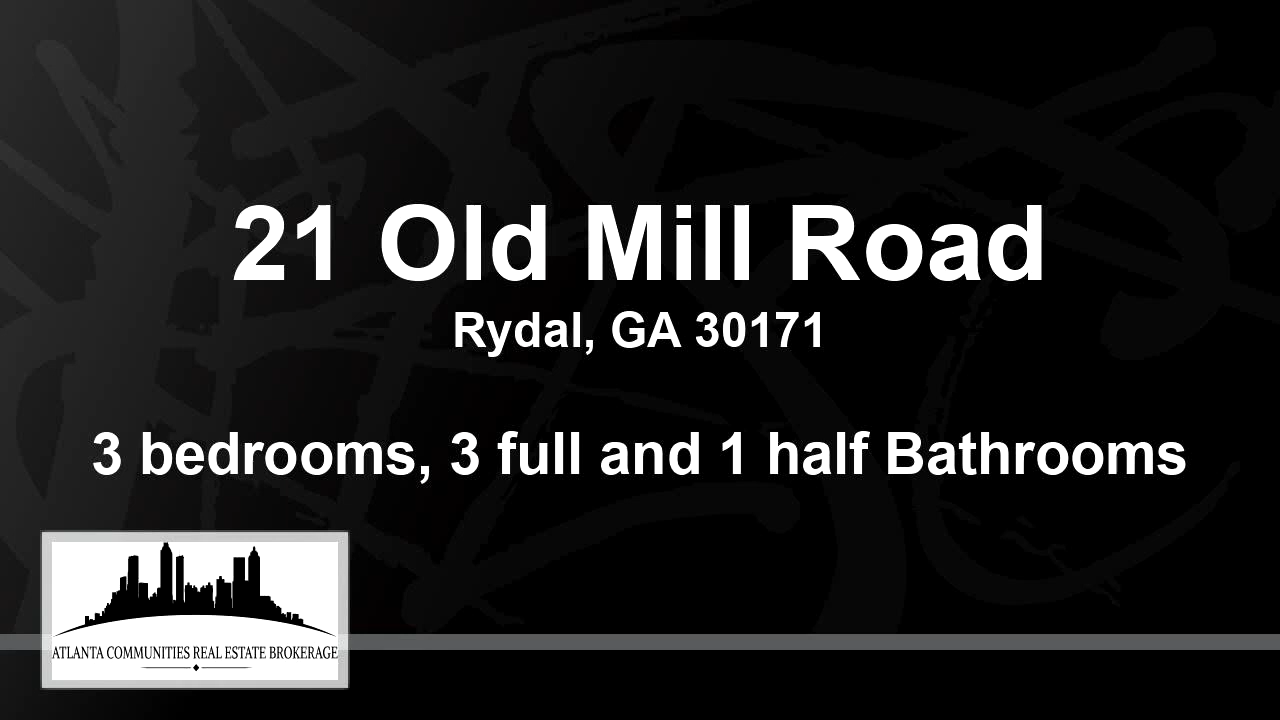 21 Old Mill Road
Rydal, GA 30171
3 bedrooms, 3 full and 1 half Bathrooms
ATLANTA COMMUNITIES REAL ESTATE BROKERAGE